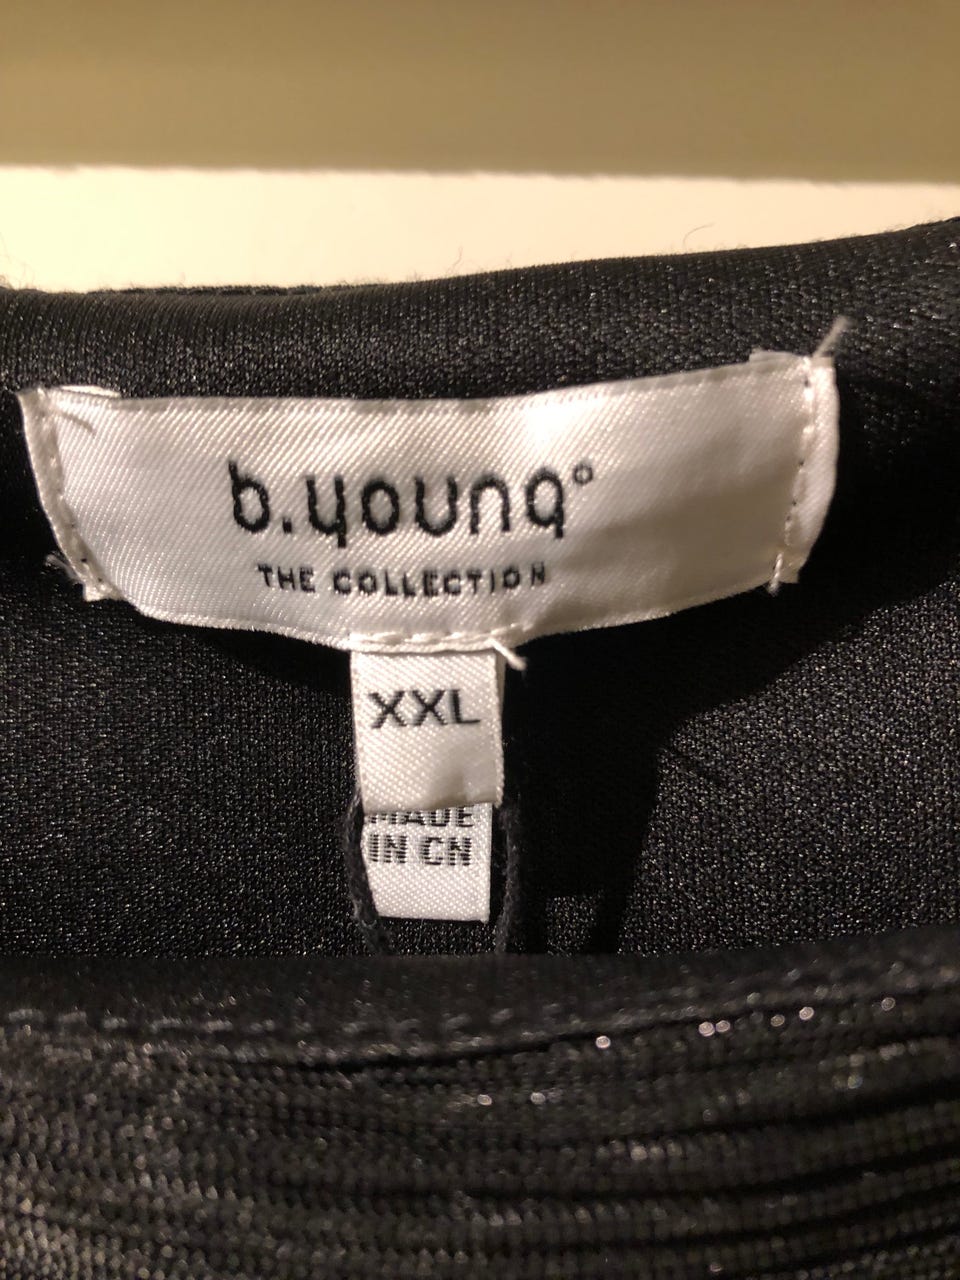 b.young°
THE COLLECTION
XXL
MADE
IN CN